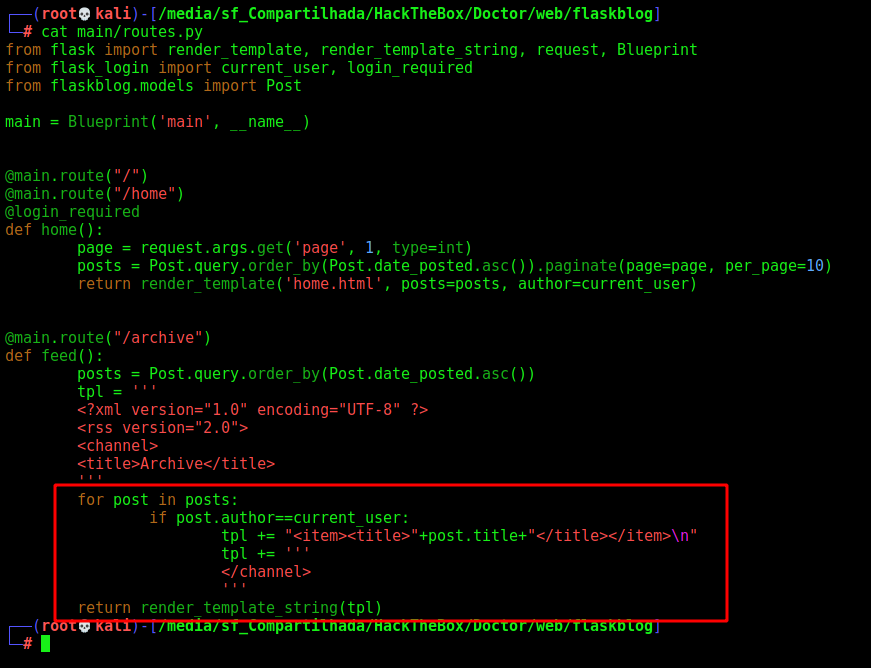 ┌──(root💀kali)-[/media/sf_Compartilhada/HackTheBox/Doctor/web/flaskblog]
└─# cat main/routes.py
from flask import render_template, render_template_string, request, Blueprint
from flask_login import current_user, login_required
from flaskblog.models import Post

main = Blueprint('main', __name__)


@main.route("/")
@main.route("/home")
@login_required
def home():
        page = request.args.get('page', 1, type=int)
        posts = Post.query.order_by(Post.date_posted.asc()).paginate(page=page, per_page=10)
        return render_template('home.html', posts=posts, author=current_user)


@main.route("/archive")
def feed():
        posts = Post.query.order_by(Post.date_posted.asc())
        tpl = '''
        <?xml version="1.0" encoding="UTF-8" ?>
        <rss version="2.0">
        <channel>
        <title>Archive</title>
        '''
        for post in posts:
                if post.author==current_user:
                        tpl += "<item><title>"+post.title+"</title></item>\n"
                        tpl += '''
                        </channel>
                        '''
        return render_template_string(tpl)
┌──(root💀kali)-[/media/sf_Compartilhada/HackTheBox/Doctor/web/flaskblog]
└─#